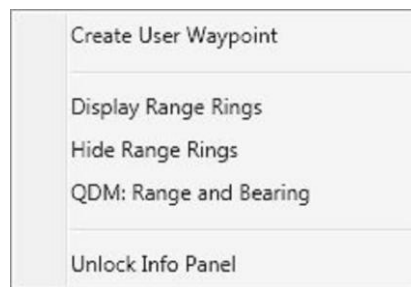 Create User Waypoint
Display Range Rings
Hide Range Rings
QDM: Range and Bearing
Unlock Info Panel